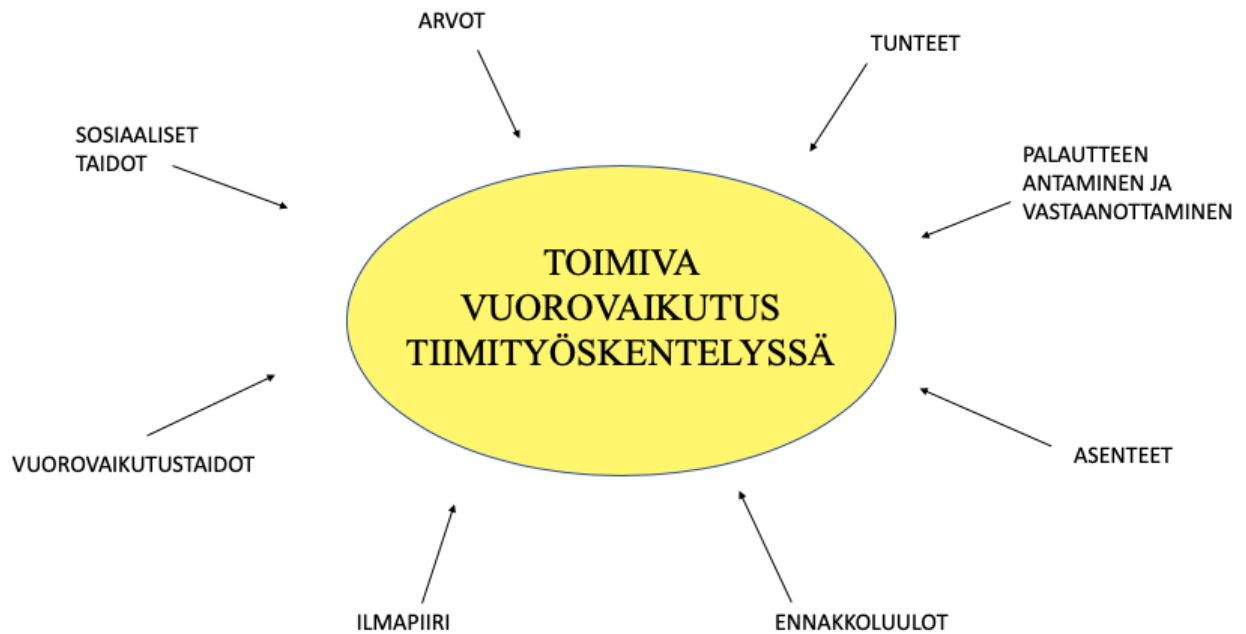 ARVOT
TUNTEET
SOSIAALISET
TAIDOT
PALAUTTEEN
ANTAMINEN JA
VASTAANOTTAMINEN
TOIMIVA
VUOROVAIKUTUS
TIIMITYÖSKENTELYSSÄ
VUOROVAIKUTUSTAIDOT
ASENTEET
ILMAPIIRI
ENNAKKOLUULOT